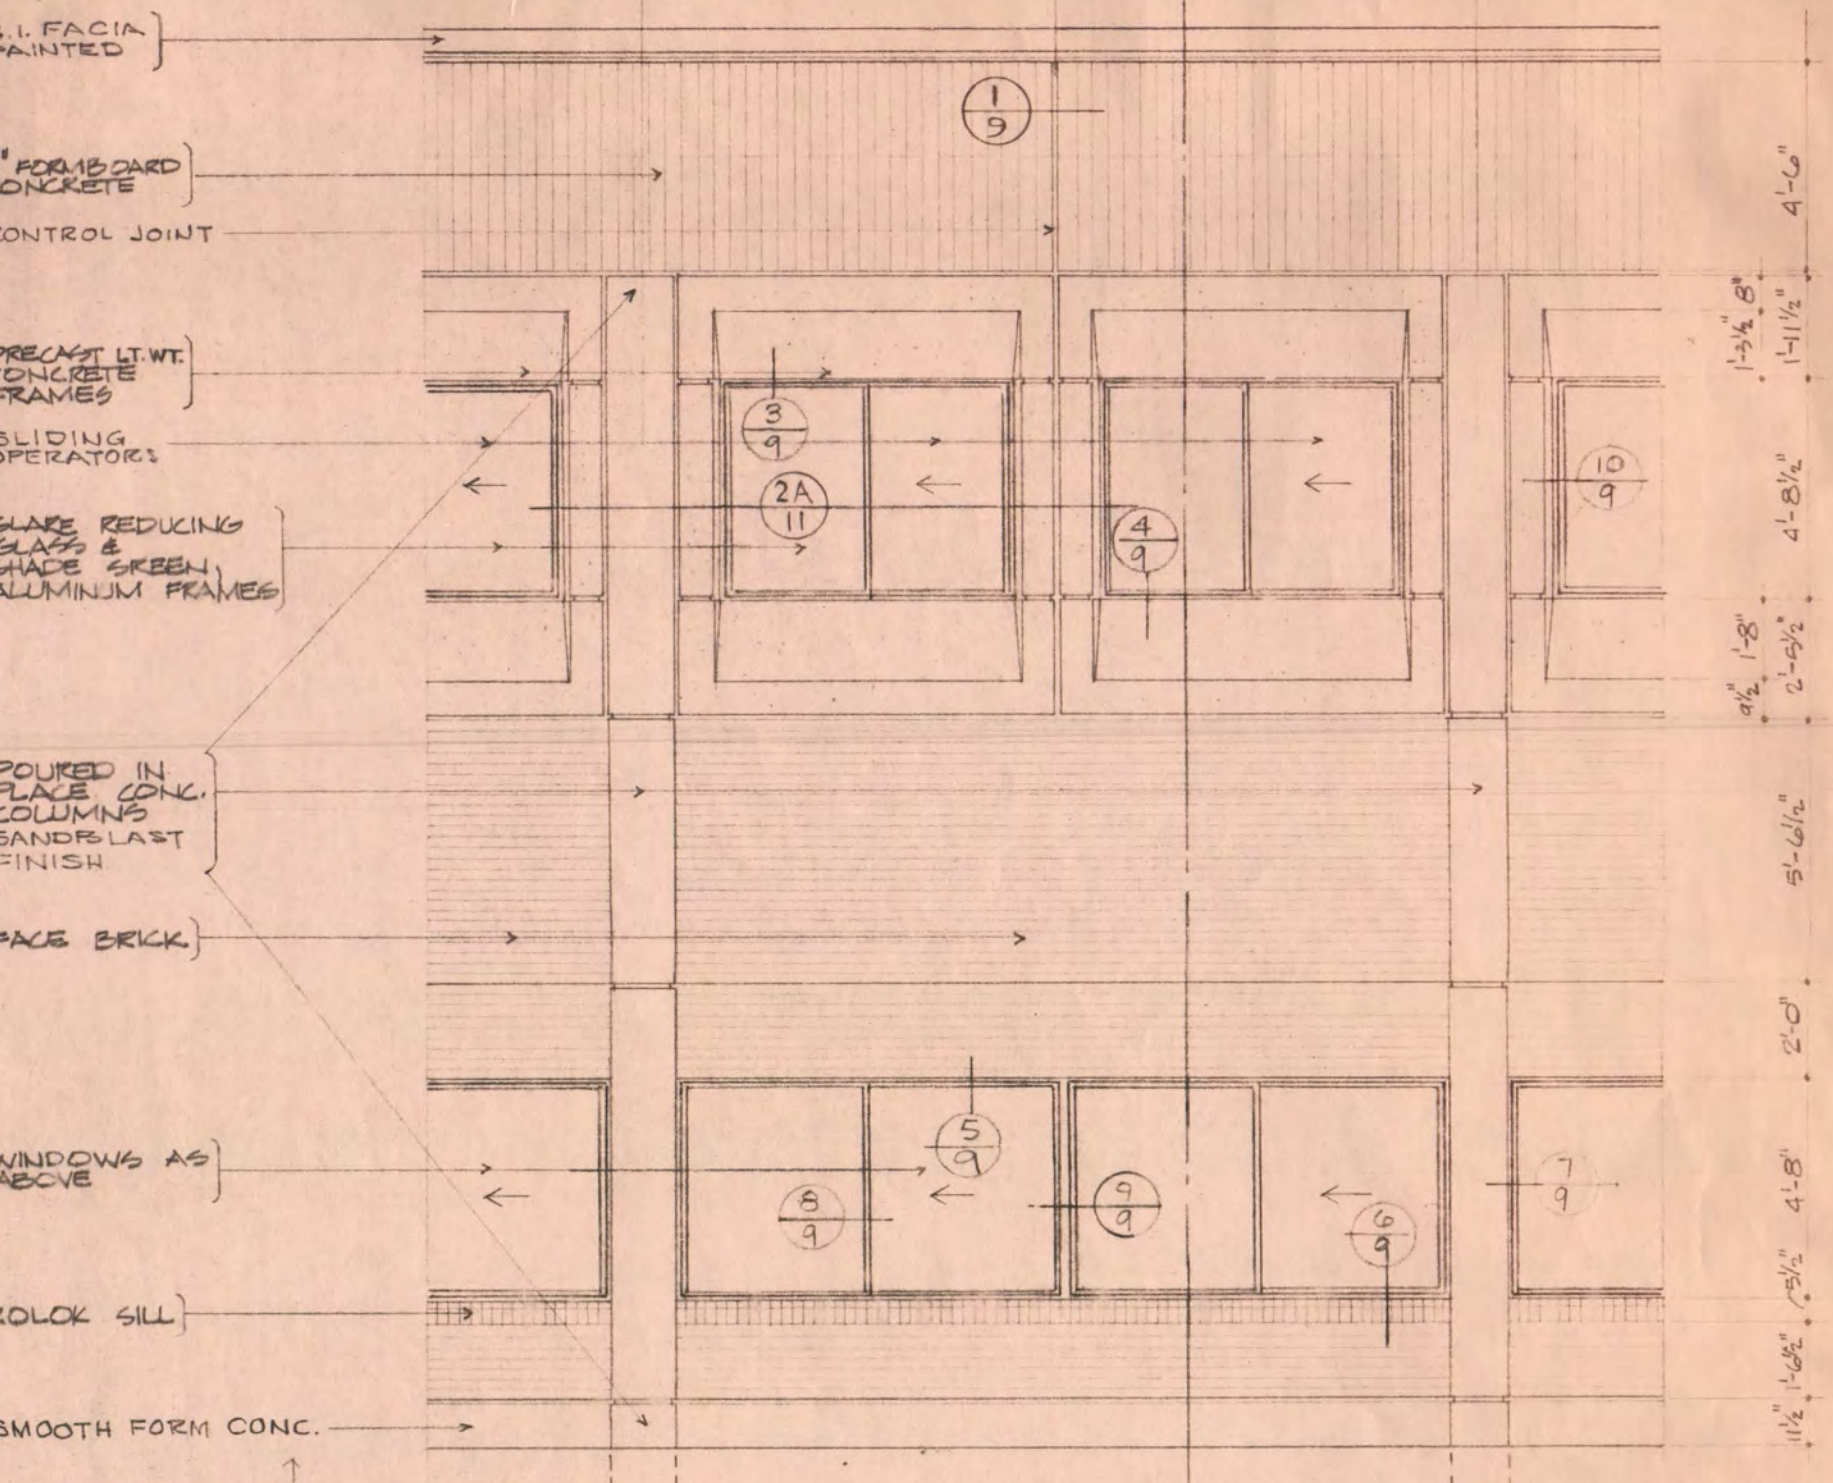 .I. FACIA
PAINTED
" FORMBOARD
CONCRETE
CONTROL JOINT
PRECAST LT. WT.
CONCRETE
FRAMES
SLIDING
OPERATORS
GLARE REDUCING
GLASS &
SHADE SREEN,
ALUMINUM FRAMES
POURED IN
PLACE CONC.
COLUMNS
SANDBLAST
FINISH
FACE BRICK
WINDOWS AS
ABOVE
ROLOK SILL
SMOOTH FORM CONC.
1
9
3
9
2A
11
4
9
10
9
5
9
8
9
9
9
6
9
7
9
4'-6"
8"
1'-3½"
1'-11½"
4'-8½"
1'-8"
9½"
2'-5½"
5'-6½"
2'-0"
4'-8"
5½"
1'-6½"
11½"